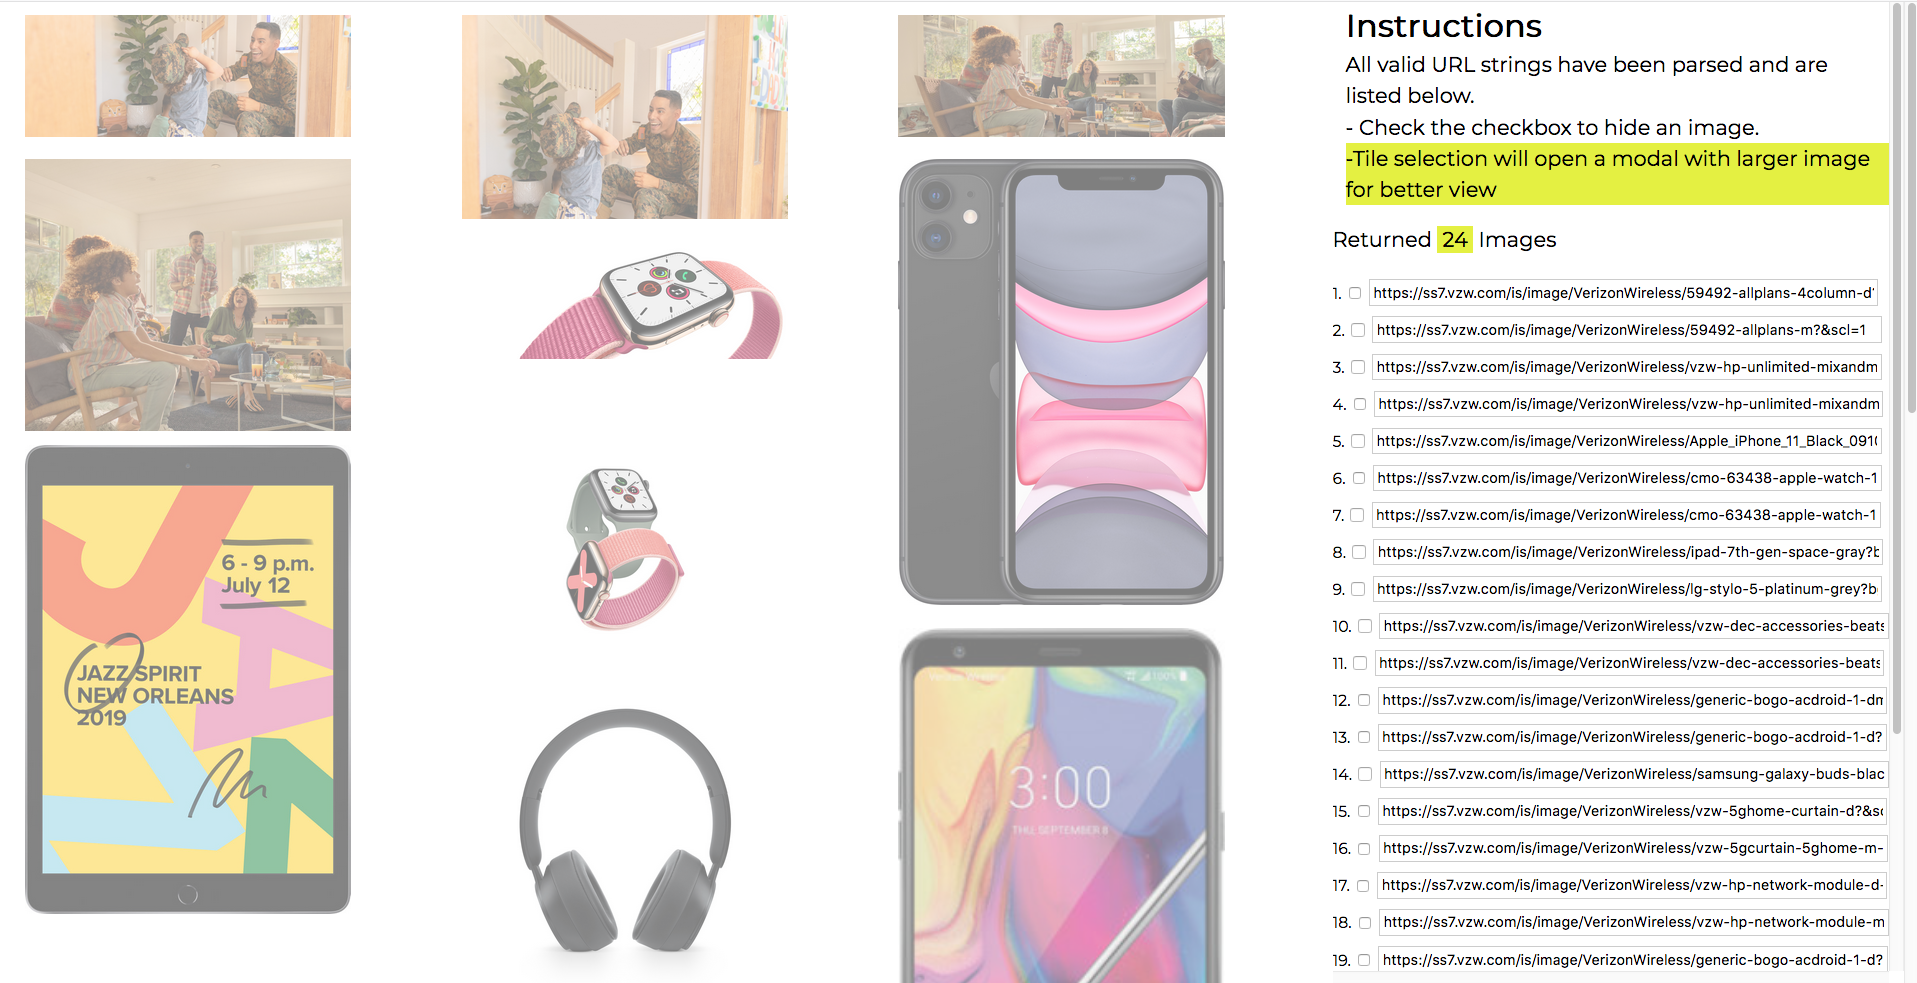 Instructions
All valid URL strings have been parsed and are
listed below.
- Check the checkbox to hide an image.
-Tile selection will open a modal with larger image
for better view
Returned 24 Images
1. https://ss7.vzw.com/is/image/VerizonWireless/59492-allplans-4column-d
2. https://ss7.vzw.com/is/image/VerizonWireless/59492-allplans-m?&scl=1
3. https://ss7.vzw.com/is/image/VerizonWireless/vzw-hp-unlimited-mixandm
4. https://ss7.vzw.com/is/image/VerizonWireless/vzw-hp-unlimited-mixandm
5. https://ss7.vzw.com/is/image/VerizonWireless/Apple_iPhone_11_Black_091
6. https://ss7.vzw.com/is/image/VerizonWireless/cmo-63438-apple-watch-1
7. https://ss7.vzw.com/is/image/VerizonWireless/cmo-63438-apple-watch-1
8. https://ss7.vzw.com/is/image/VerizonWireless/ipad-7th-gen-space-gray?b
9. https://ss7.vzw.com/is/image/VerizonWireless/lg-stylo-5-platinum-grey?b
10. https://ss7.vzw.com/is/image/VerizonWireless/vzw-dec-accessories-beats
11. https://ss7.vzw.com/is/image/VerizonWireless/vzw-dec-accessories-beats
12. https://ss7.vzw.com/is/image/VerizonWireless/generic-bogo-acdroid-1-dm
13. https://ss7.vzw.com/is/image/VerizonWireless/generic-bogo-acdroid-1-d?
14. https://ss7.vzw.com/is/image/VerizonWireless/samsung-galaxy-buds-blac
15. https://ss7.vzw.com/is/image/VerizonWireless/vzw-5ghome-curtain-d?&s
16. https://ss7.vzw.com/is/image/VerizonWireless/vzw-5gcurtain-5ghome-m-
17. https://ss7.vzw.com/is/image/VerizonWireless/vzw-hp-network-module-d-
18. https://ss7.vzw.com/is/image/VerizonWireless/vzw-hp-network-module-m
19. https://ss7.vzw.com/is/image/VerizonWireless/generic-bogo-acdroid-1-d?
6 - 9 p.m.
July 12
JAZZ SPIRIT
NEW ORLEANS
2019
Verizon Wireless
100%
3:00
THU, SEPTEMBER 8